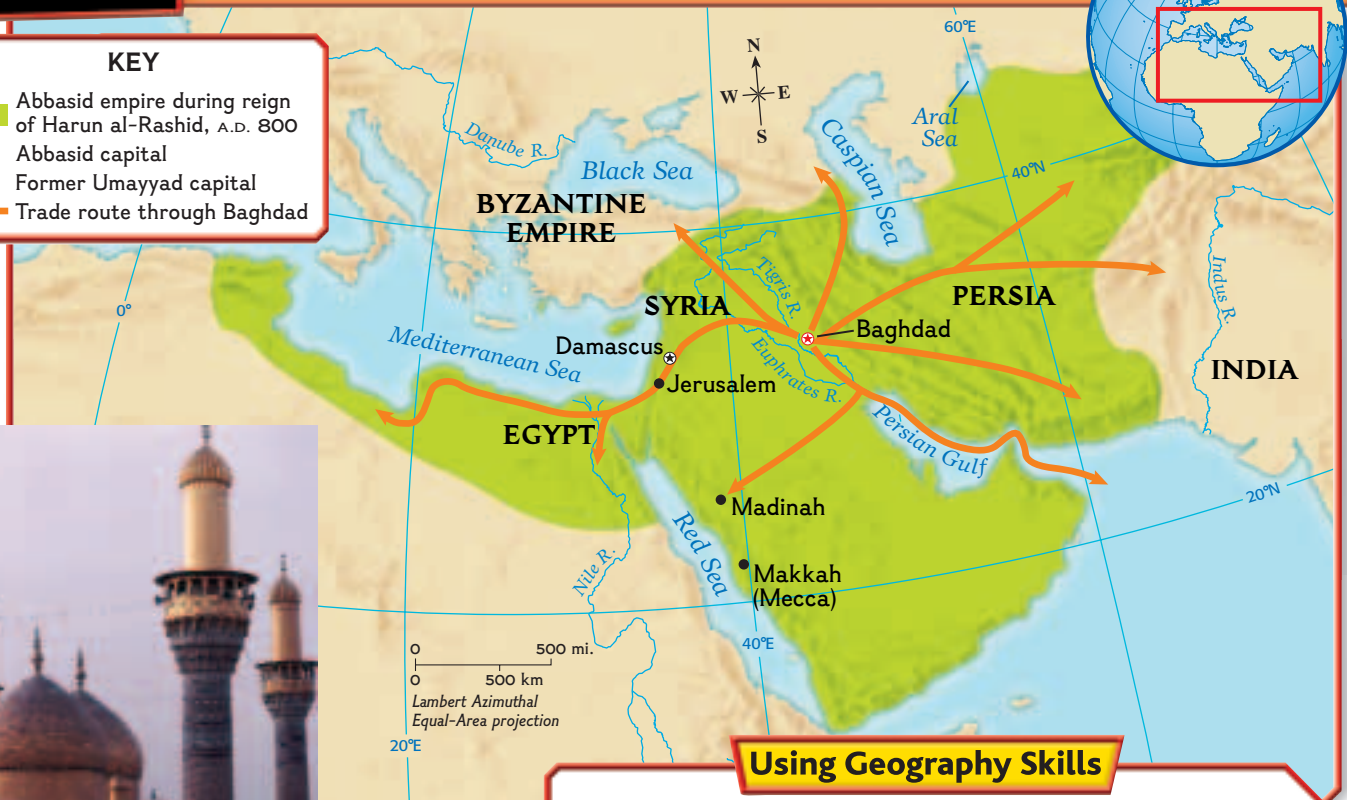 KEY
Abbasid empire during reign
of Harun al-Rashid, A.D. 800
Abbasid capital
Former Umayyad capital
Trade route through Baghdad
60°E
N
W E
S
Aral
Sea
Caspian Sea
40°N
Danube R.
Black Sea
BYZANTINE
EMPIRE
Indus R.
Tigris R.
SYRIA
PERSIA
0°
Baghdad
Mediterranean Sea
Damascus
Euphrates R.
INDIA
Jerusalem
EGYPT
Persian Gulf
20°N
Madinah
Red Sea
Nile R.
Makkah
(Mecca)
40°E
0 500 mi.
0 500 km
Lambert Azimuthal
Equal-Area projection
20°E
Using Geography Skills